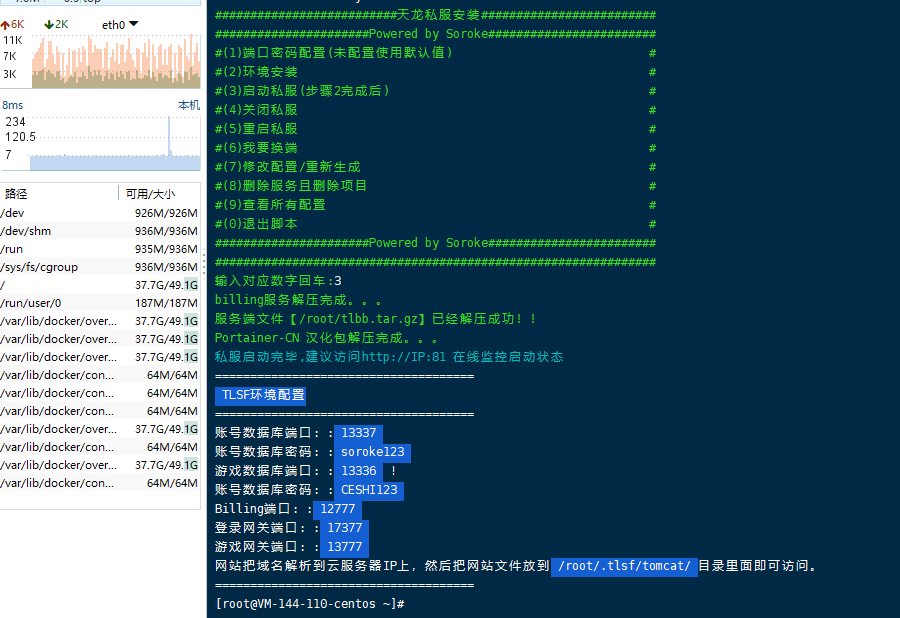 6K 2K eth0
11K
7K
3K
8ms 本机
234
120.5
7
路径 可用/大小
/dev 926M/926M
/dev/shm 936M/936M
/run 935M/936M
/sys/fs/cgroup 936M/936M
/ 37.7G/49.1G
/run/user/0 187M/187M
/var/lib/docker/over... 37.7G/49.1G
/var/lib/docker/over... 37.7G/49.1G
/var/lib/docker/over... 37.7G/49.1G
/var/lib/docker/con... 64M/64M
/var/lib/docker/con... 64M/64M
/var/lib/docker/con... 64M/64M
/var/lib/docker/over... 37.7G/49.1G
/var/lib/docker/con... 64M/64M
/var/lib/docker/over... 37.7G/49.1G
/var/lib/docker/con... 64M/64M
##########################天龙私服安装#########################
######################Powered by Soroke########################
#(1)端口密码配置(未配置使用默认值) #
#(2)环境安装 #
#(3)启动私服(步骤2完成后) #
#(4)关闭私服 #
#(5)重启私服 #
#(6)我要换端 #
#(7)修改配置/重新生成 #
#(8)删除服务且删除项目 #
#(9)查看所有配置 #
#(0)退出脚本 #
######################Powered by Soroke########################
###############################################################
输入对应数字回车:3
billing服务解压完成。。。
服务端文件【/root/tlbb.tar.gz】已经解压成功！！
Portainer-CN 汉化包解压完成。。。
私服启动完毕,建议访问http://IP:81 在线监控启动状态
=====================================
TLSF环境配置
=====================================
账号数据库端口：: 13337
账号数据库密码：: soroke123
游戏数据库端口：: 13336 ！
账号数据库密码：: CESHI123
Billing端口：: 12777
登录网关端口：: 17377
游戏网关端口：: 13777
网站把域名解析到云服务器IP上，然后把网站文件放到 /root/.tlsf/tomcat/ 目录里面即可访问。
=====================================
[root@VM-144-110-centos ~]#